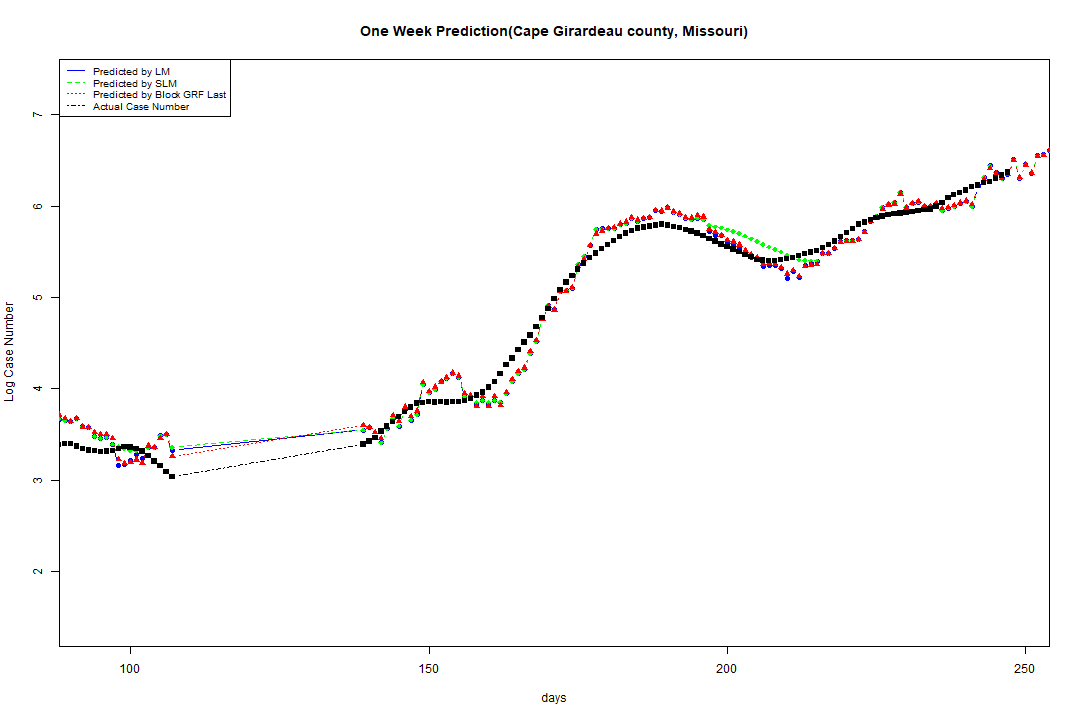 One Week Prediction(Cape Girardeau county, Missouri)
Predicted by LM
Predicted by SLM
Predicted by Block GRF Last
Actual Case Number
7
6
5
4
3
2
Log Case Number
100 150 200 250
days